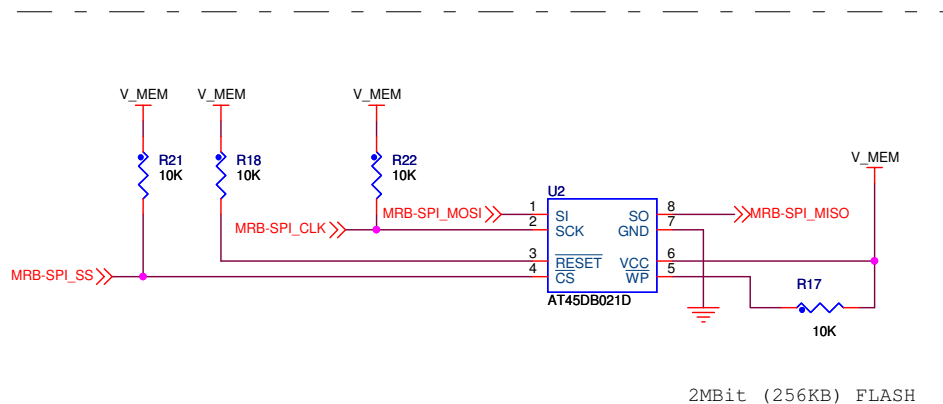 V_MEM V_MEM V_MEM
R21 R18 R22
10K 10K 10K
V_MEM
U2
MRB-SPI_MOSI 1 SI SO 8 MRB-SPI_MISO
MRB-SPI_CLK 2 SCK GND 7
3 RESET VCC 6
MRB-SPI_SS 4 CS WP 5
AT45DB021D
R17
10K
2MBit (256KB) FLASH